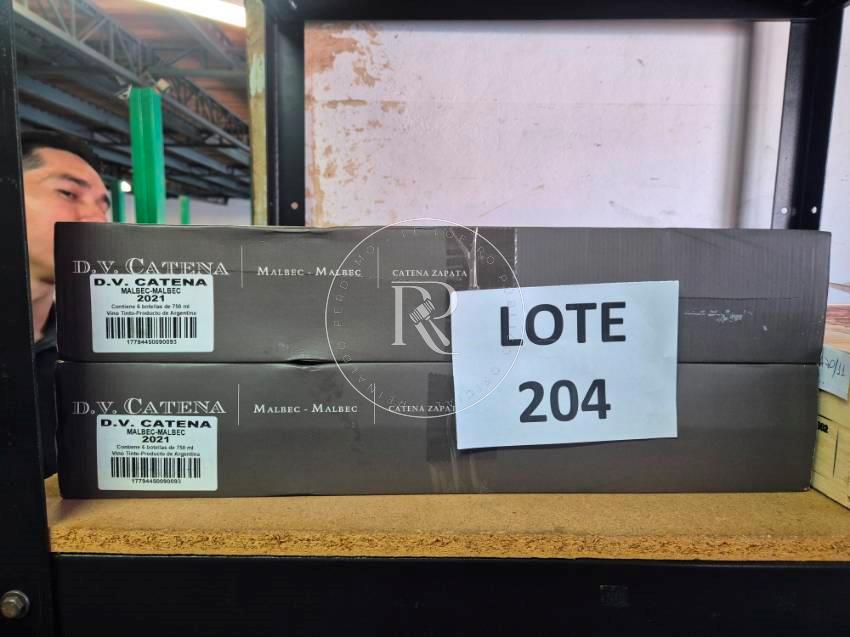 D.V. CATENA
MALBEC - MALBEC
CATENA ZAPATA
D.V. CATENA
MALBEC-MALBEC
2021
Contiene 6 botellas de 750 ml
Vino Tinto-Producto de Argentina
17794450090093
LOTE
204
D.V. CATENA
MALBEC - MALBEC
CATENA ZAPATA
D.V. CATENA
MALBEC-MALBEC
2021
Contiene 6 botellas de 750 ml
Vino Tinto-Producto de Argentina
17794450090093
R